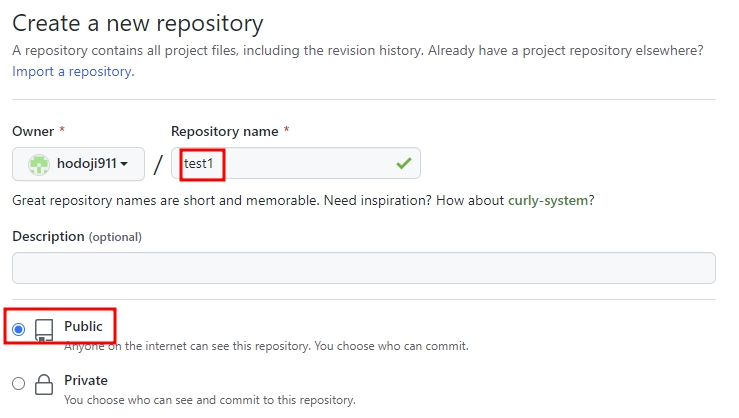 Create a new repository
A repository contains all project files, including the revision history. Already have a project repository elsewhere?
Import a repository.
Owner * Repository name *
hodoji911 / test1
Great repository names are short and memorable. Need inspiration? How about curly-system?
Description (optional)
Public
Anyone on the internet can see this repository. You choose who can commit.
Private
You choose who can see and commit to this repository.